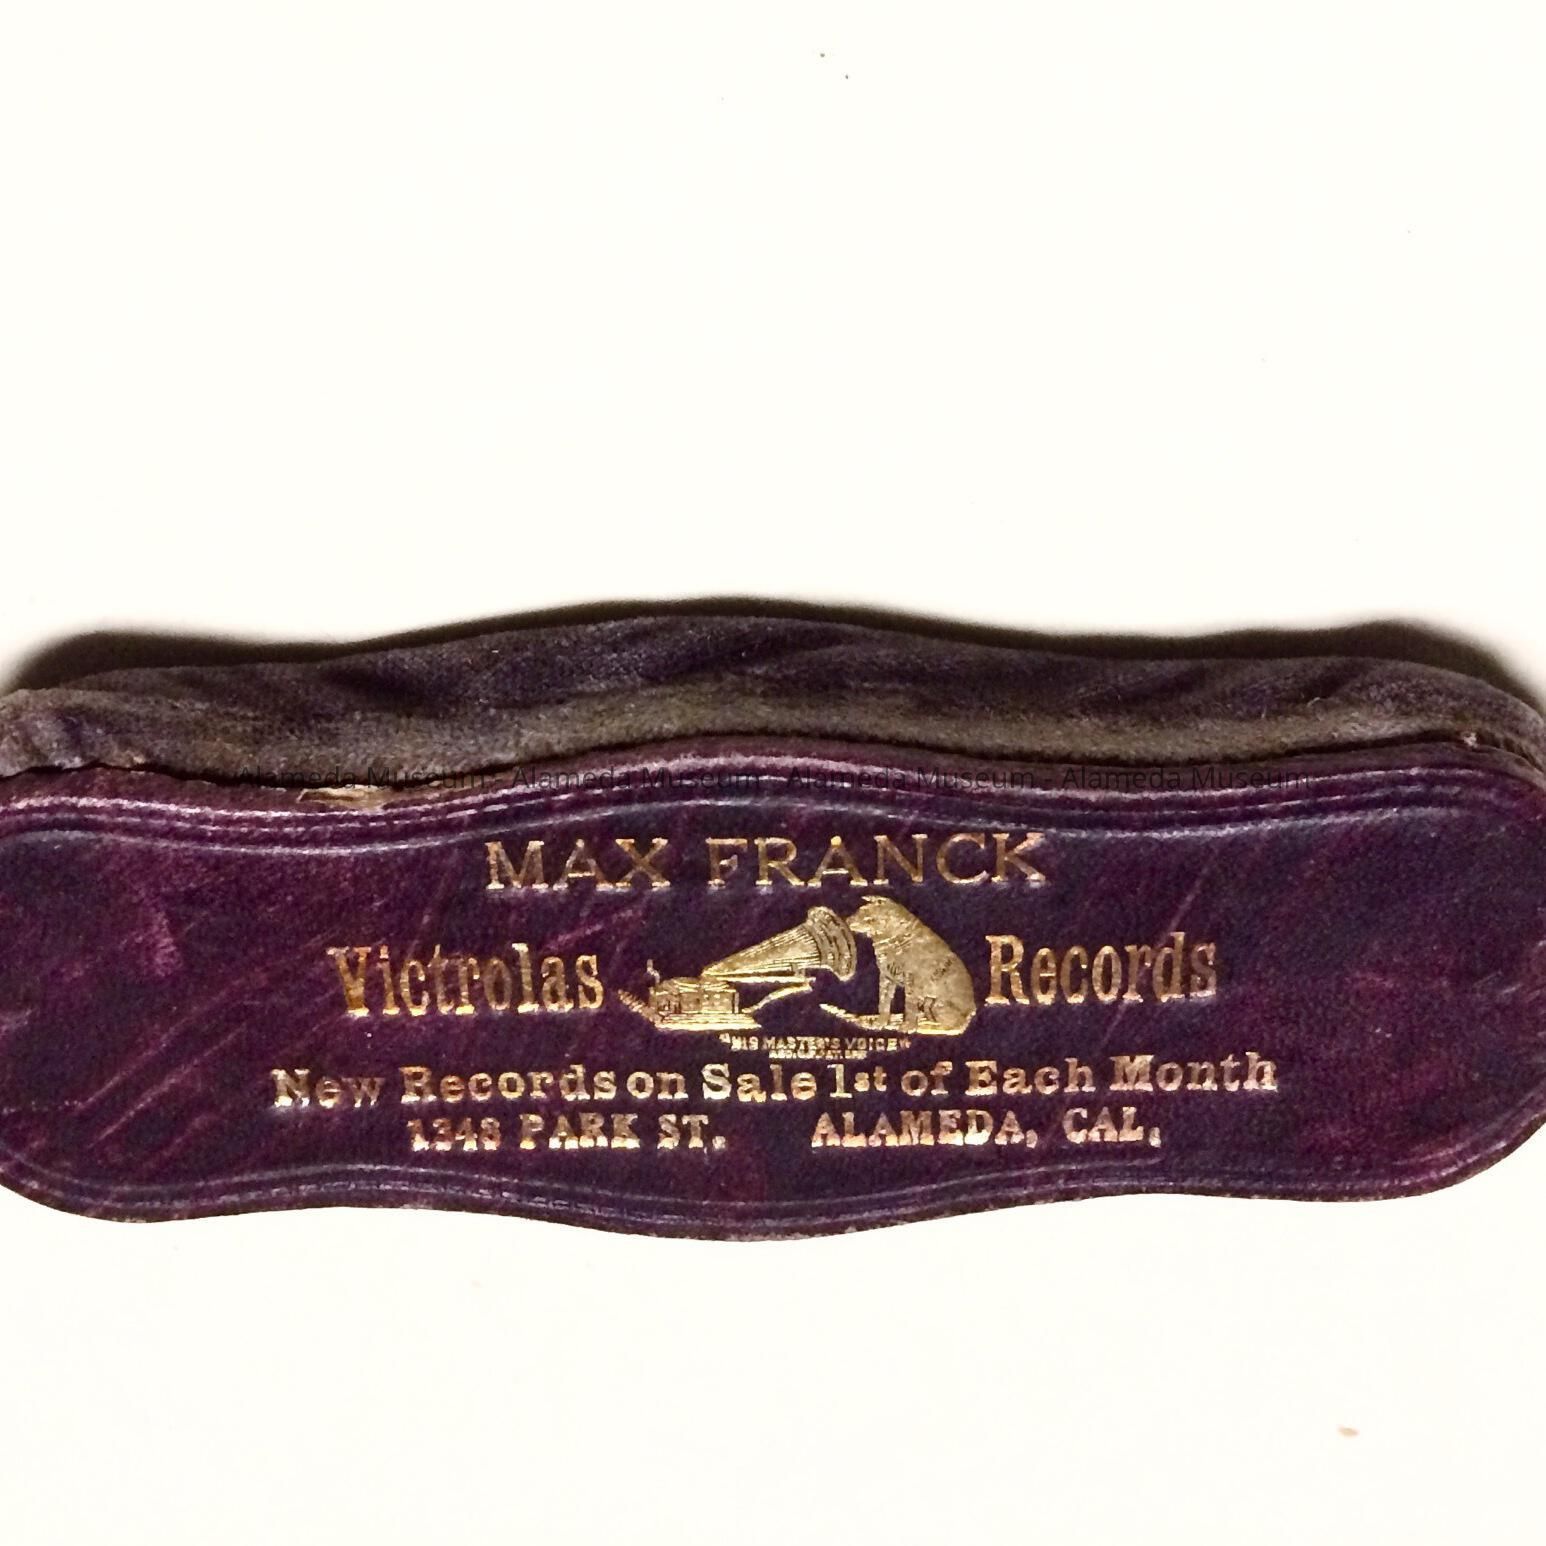 Alameda Museum - Alameda Museum - Alameda Museum - Alameda Museum
MAX FRANCK
Victrolas Records
"HIS MASTER'S VOICE"
New Records on Sale 1st of Each Month
1348 PARK ST. ALAMEDA, CAL.